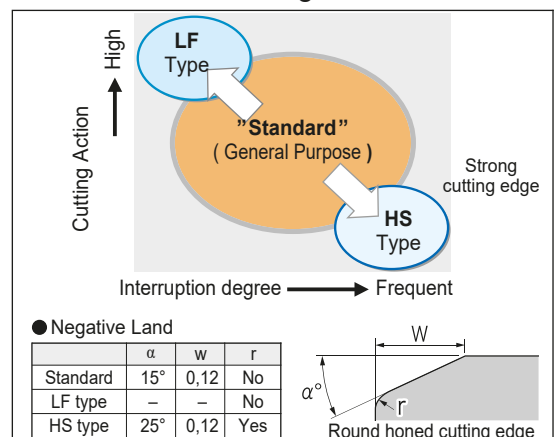 High
Cutting Action
LF
Type
”Standard”
( General Purpose )
Strong
cutting edge
HS
Type
Interruption degree
Frequent
● Negative Land
α w r
Standard 15° 0,12 No
LF type – – No
HS type 25° 0,12 Yes
W
α°
r
Round honed cutting edge